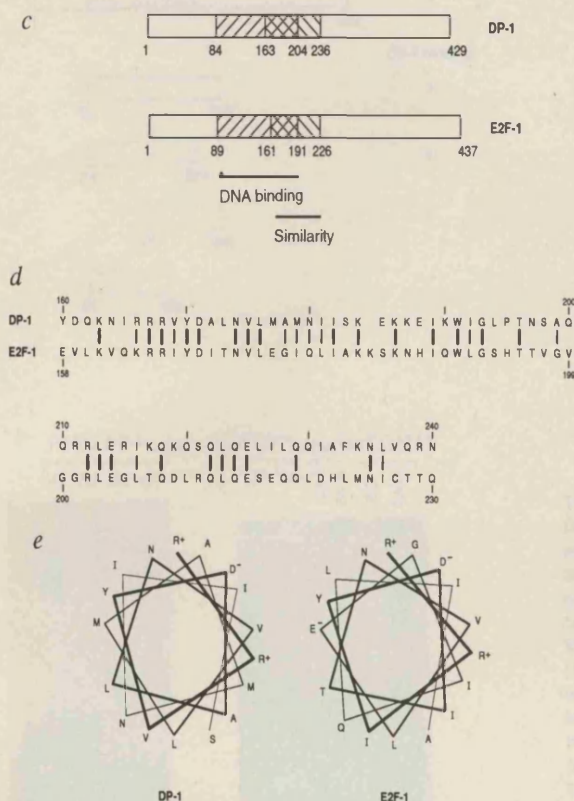 c
DP-1
1 84 163 204 236 429
E2F-1
1 89 161 191 226 437
DNA binding
Similarity
d
160 200
DP-1 Y D Q K N I R R R V Y D A L N V L M A M N I I S K E K K E I K W I G L P T N S A Q
E2F-1 E V L K V Q K R R I Y D I T N V L E G I Q L I A K K S K N H I Q W L G S H T T V G V
158 199
210 240
Q R R L E R I K Q K Q S Q L Q E L I L Q Q I A F K N L V Q R N
G G R L E G L T Q D L R Q L Q E S E Q Q L D H L M N I C T T Q
200 230
e
N R+ A N R+ G
I D− L D−
Y I Y I
M V E− V
R+ R+
L M T I
N A Q I
V L S I L A
DP-1 E2F-1